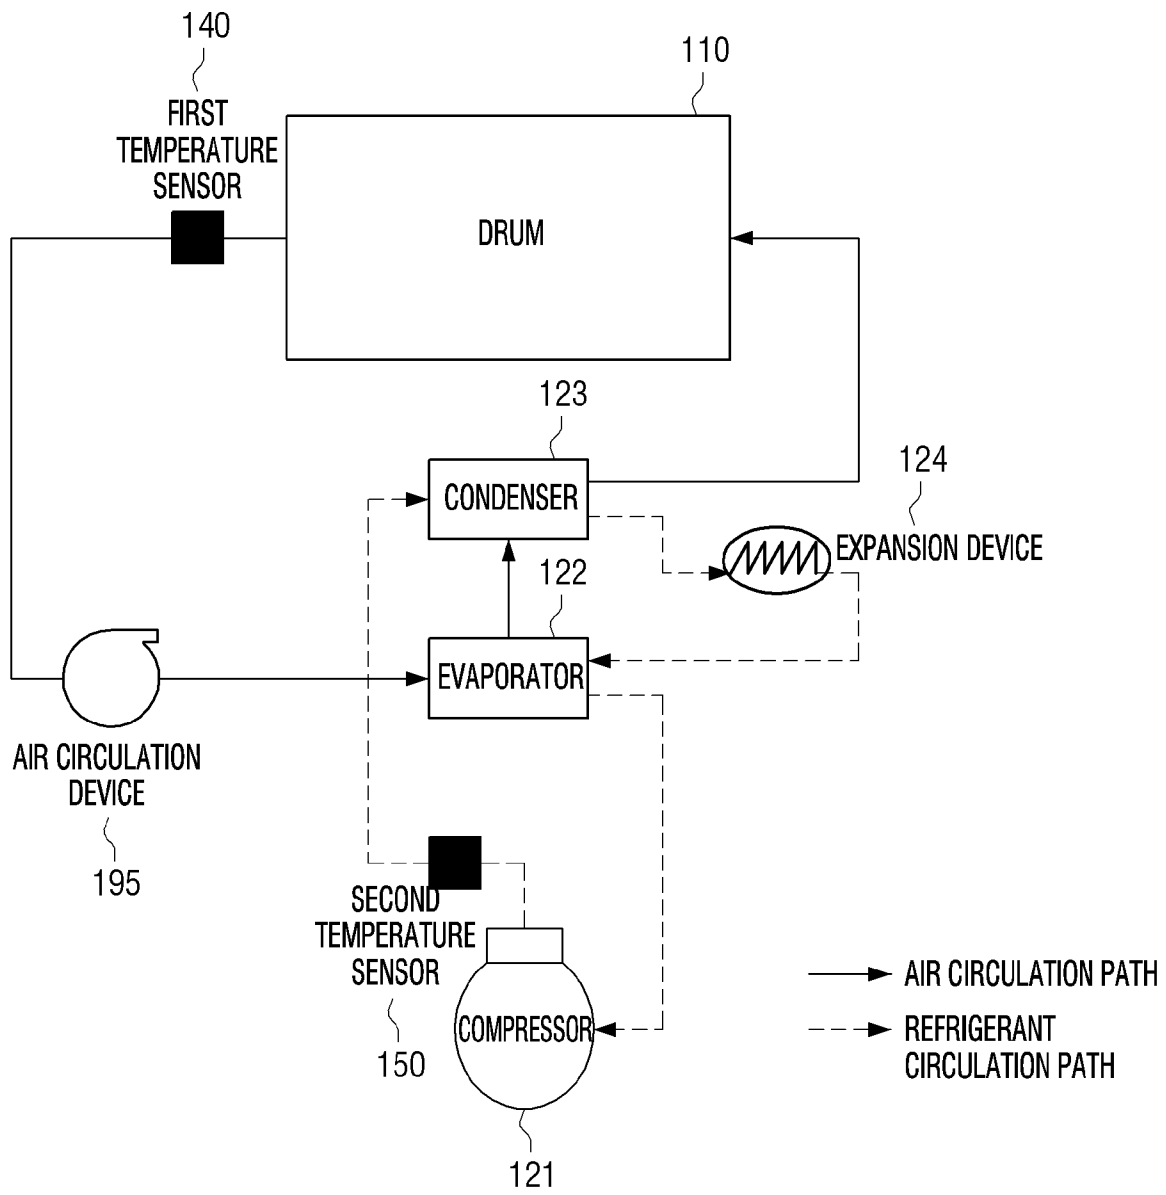 140
110
FIRST
TEMPERATURE
SENSOR
DRUM
123
CONDENSER
124
EXPANSION DEVICE
122
EVAPORATOR
AIR CIRCULATION
DEVICE
195
SECOND
TEMPERATURE
SENSOR
150
COMPRESSOR
121
AIR CIRCULATION PATH
REFRIGERANT
CIRCULATION PATH